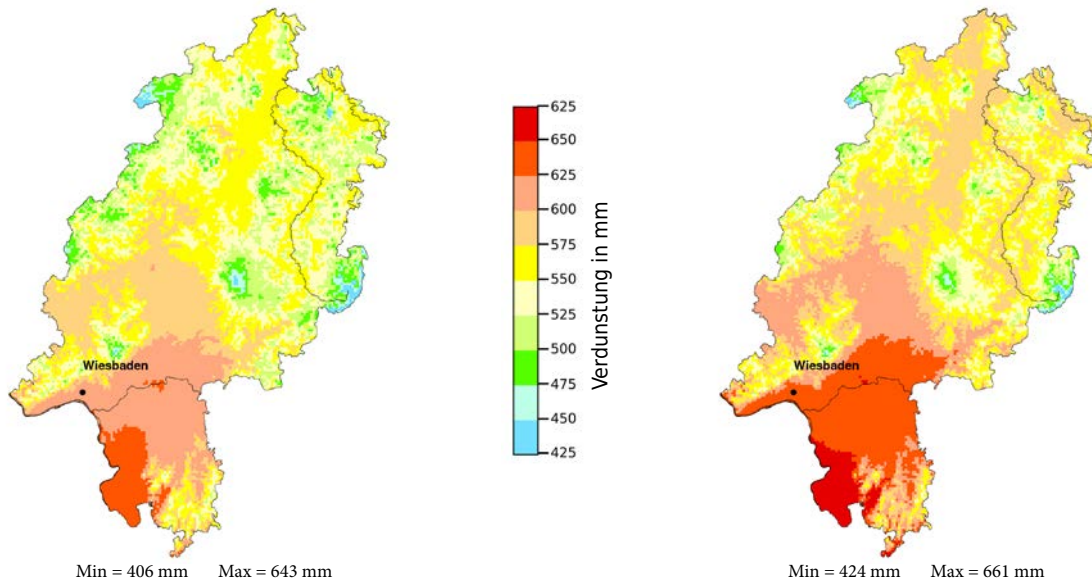 Wiesbaden
Min = 406 mm Max = 643 mm
625
650
625
600
575
550
525
500
475
450
425
Verdunstung in mm
Wiesbaden
Min = 424 mm Max = 661 mm